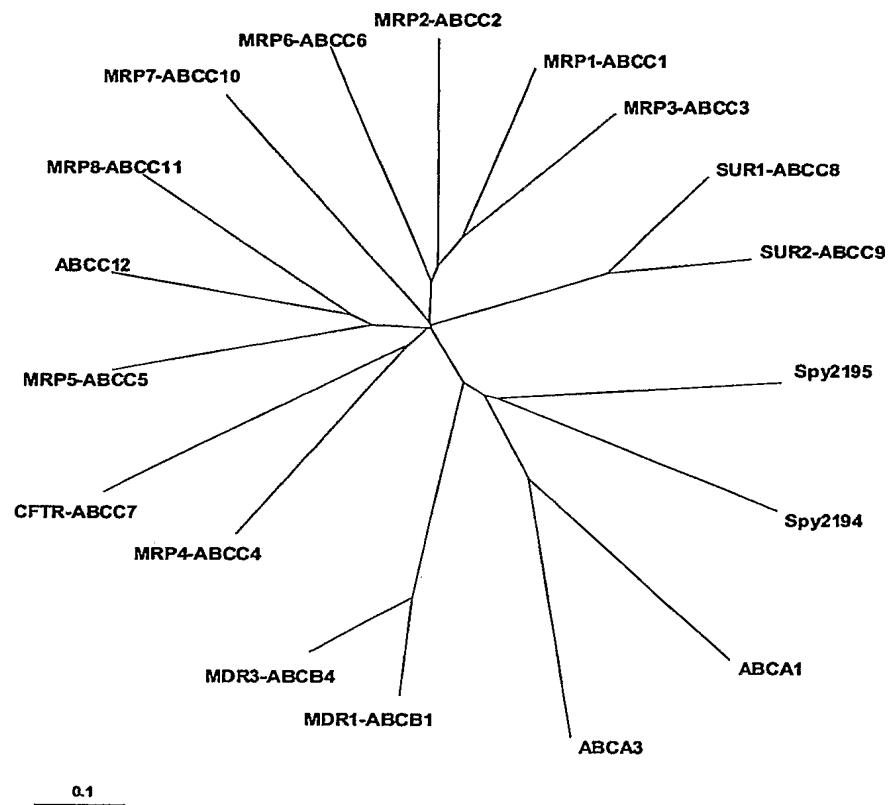 MRP2-ABCC2
MRP6-ABCC6
MRP1-ABCC1
MRP7-ABCC10
MRP3-ABCC3
MRP8-ABCC11
SUR1-ABCC8
ABCC12
SUR2-ABCC9
MRP5-ABCC5
Spy2195
CFTR-ABCC7
Spy2194
MRP4-ABCC4
ABCA1
MDR3-ABCB4
MDR1-ABCB1
ABCA3
0.1